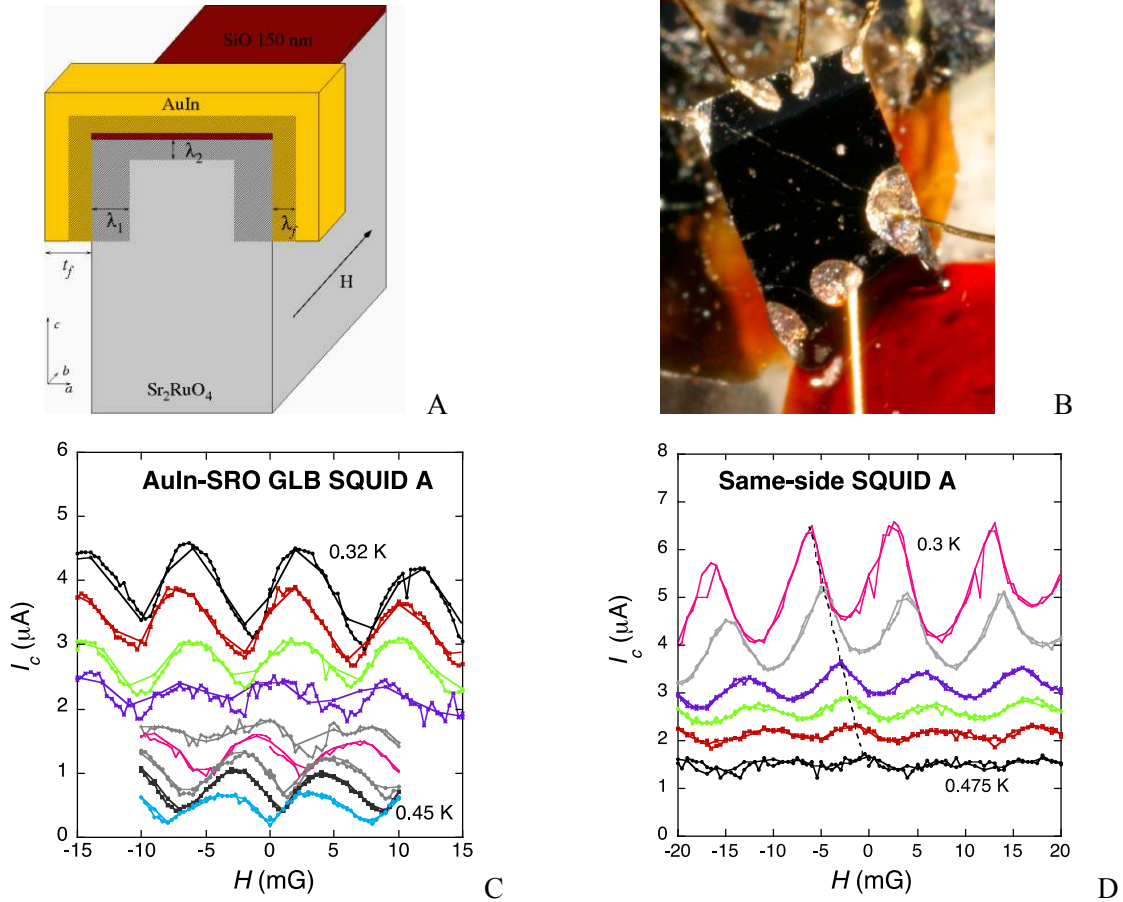 SiO 150 nm
AuIn
λ2
λ1
λf
tf
H
c
b
a
Sr2RuO4
A
B
AuIn-SRO GLB SQUID A
0.32 K
0.45 K
6
5
4
3
2
1
0
Ic (μA)
-15 -10 -5 0 5 10 15
H (mG)
C
Same-side SQUID A
0.3 K
0.475 K
8
7
6
5
4
3
2
1
0
Ic (μA)
-20 -15 -10 -5 0 5 10 15 20
H (mG)
D